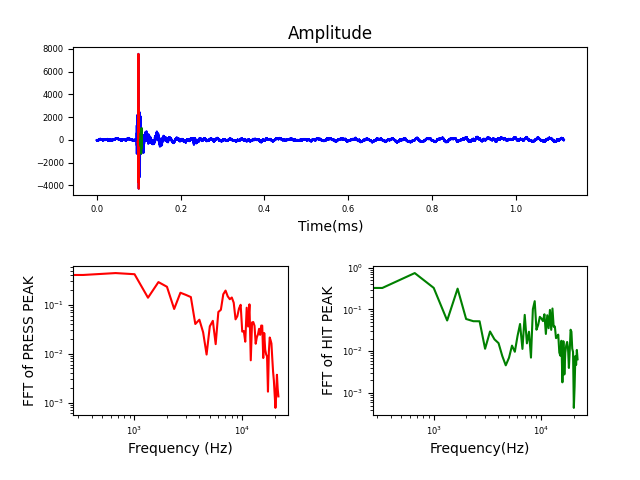 Amplitude
8000
6000
4000
2000
0
−2000
−4000
0.0 0.2 0.4 0.6 0.8 1.0
Time(ms)
FFT of PRESS PEAK
10⁻¹
10⁻²
10⁻³
10³ 10⁴
Frequency (Hz)
FFT of HIT PEAK
10⁰
10⁻¹
10⁻²
10⁻³
10³ 10⁴
Frequency(Hz)